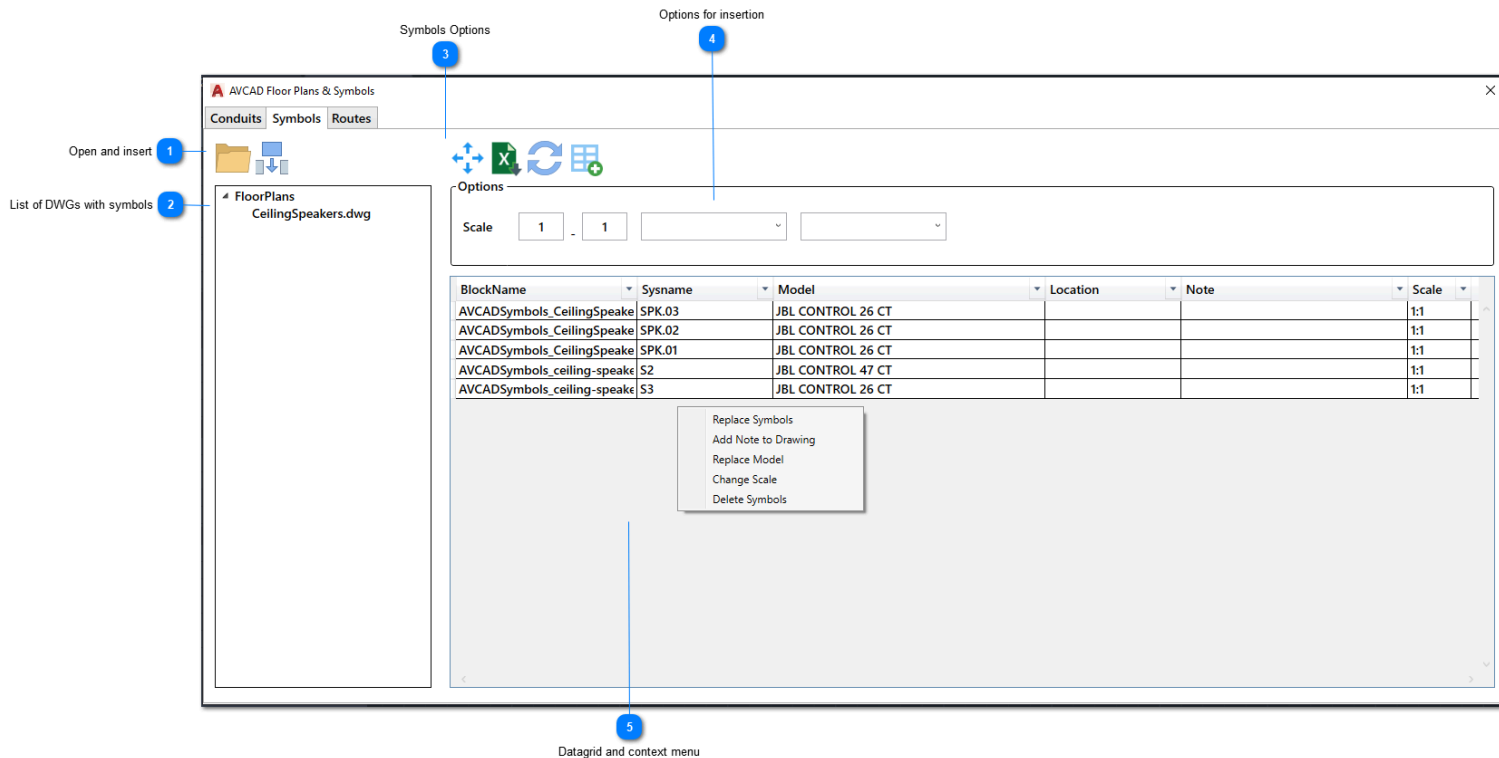 Options for insertion
4
Symbols Options
3
AVCAD Floor Plans & Symbols
Conduits Symbols Routes
Open and insert 1
List of DWGs with symbols 2
FloorPlans
CeilingSpeakers.dwg
Options
Scale 1 - 1
BlockName Sysname Model Location Note Scale
AVCADSymbols_CeilingSpeake SPK.03 JBL CONTROL 26 CT 1:1
AVCADSymbols_CeilingSpeake SPK.02 JBL CONTROL 26 CT 1:1
AVCADSymbols_CeilingSpeake SPK.01 JBL CONTROL 26 CT 1:1
AVCADSymbols_ceiling-speake S2 JBL CONTROL 47 CT 1:1
AVCADSymbols_ceiling-speake S3 JBL CONTROL 26 CT 1:1
Replace Symbols
Add Note to Drawing
Replace Model
Change Scale
Delete Symbols
5
Datagrid and context menu